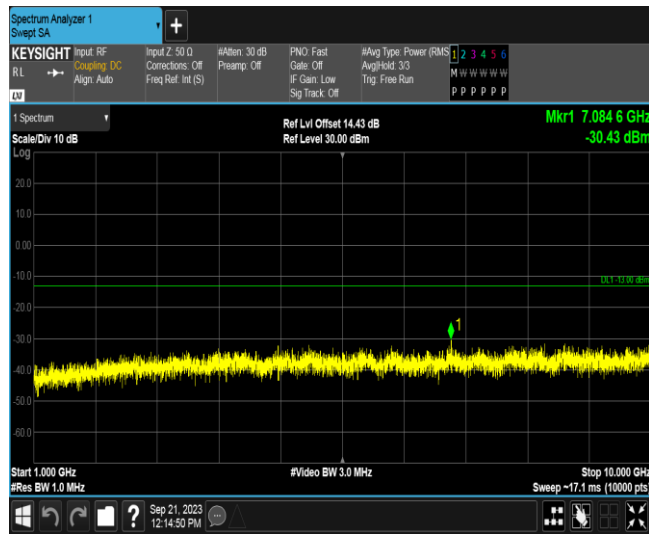 Spectrum Analyzer 1
Swept SA
KEYSIGHT
RL
LXI
Input: RF
Coupling: DC
Align: Auto
Input Z: 50 Ω
Corrections: Off
Freq Ref: Int (S)
#Atten: 30 dB
Preamp: Off
PNO: Fast
Gate: Off
IF Gain: Low
Sig Track: Off
#Avg Type: Power (RMS
Avg|Hold: 3/3
Trig: Free Run
1 2 3 4 5 6
M W W W W W
P P P P P P
1 Spectrum
Scale/Div 10 dB
Ref Lvl Offset 14.43 dB
Ref Level 30.00 dBm
Mkr1 7.084 6 GHz
-30.43 dBm
Log
20.0
10.0
0.00
-10.0
DL1 -13.00 dBm
-20.0
1
-30.0
-40.0
-50.0
-60.0
Start 1.000 GHz
#Video BW 3.0 MHz
Stop 10.000 GHz
#Res BW 1.0 MHz
Sweep ~17.1 ms (10000 pts)
?
Sep 21, 2023
12:14:50 PM